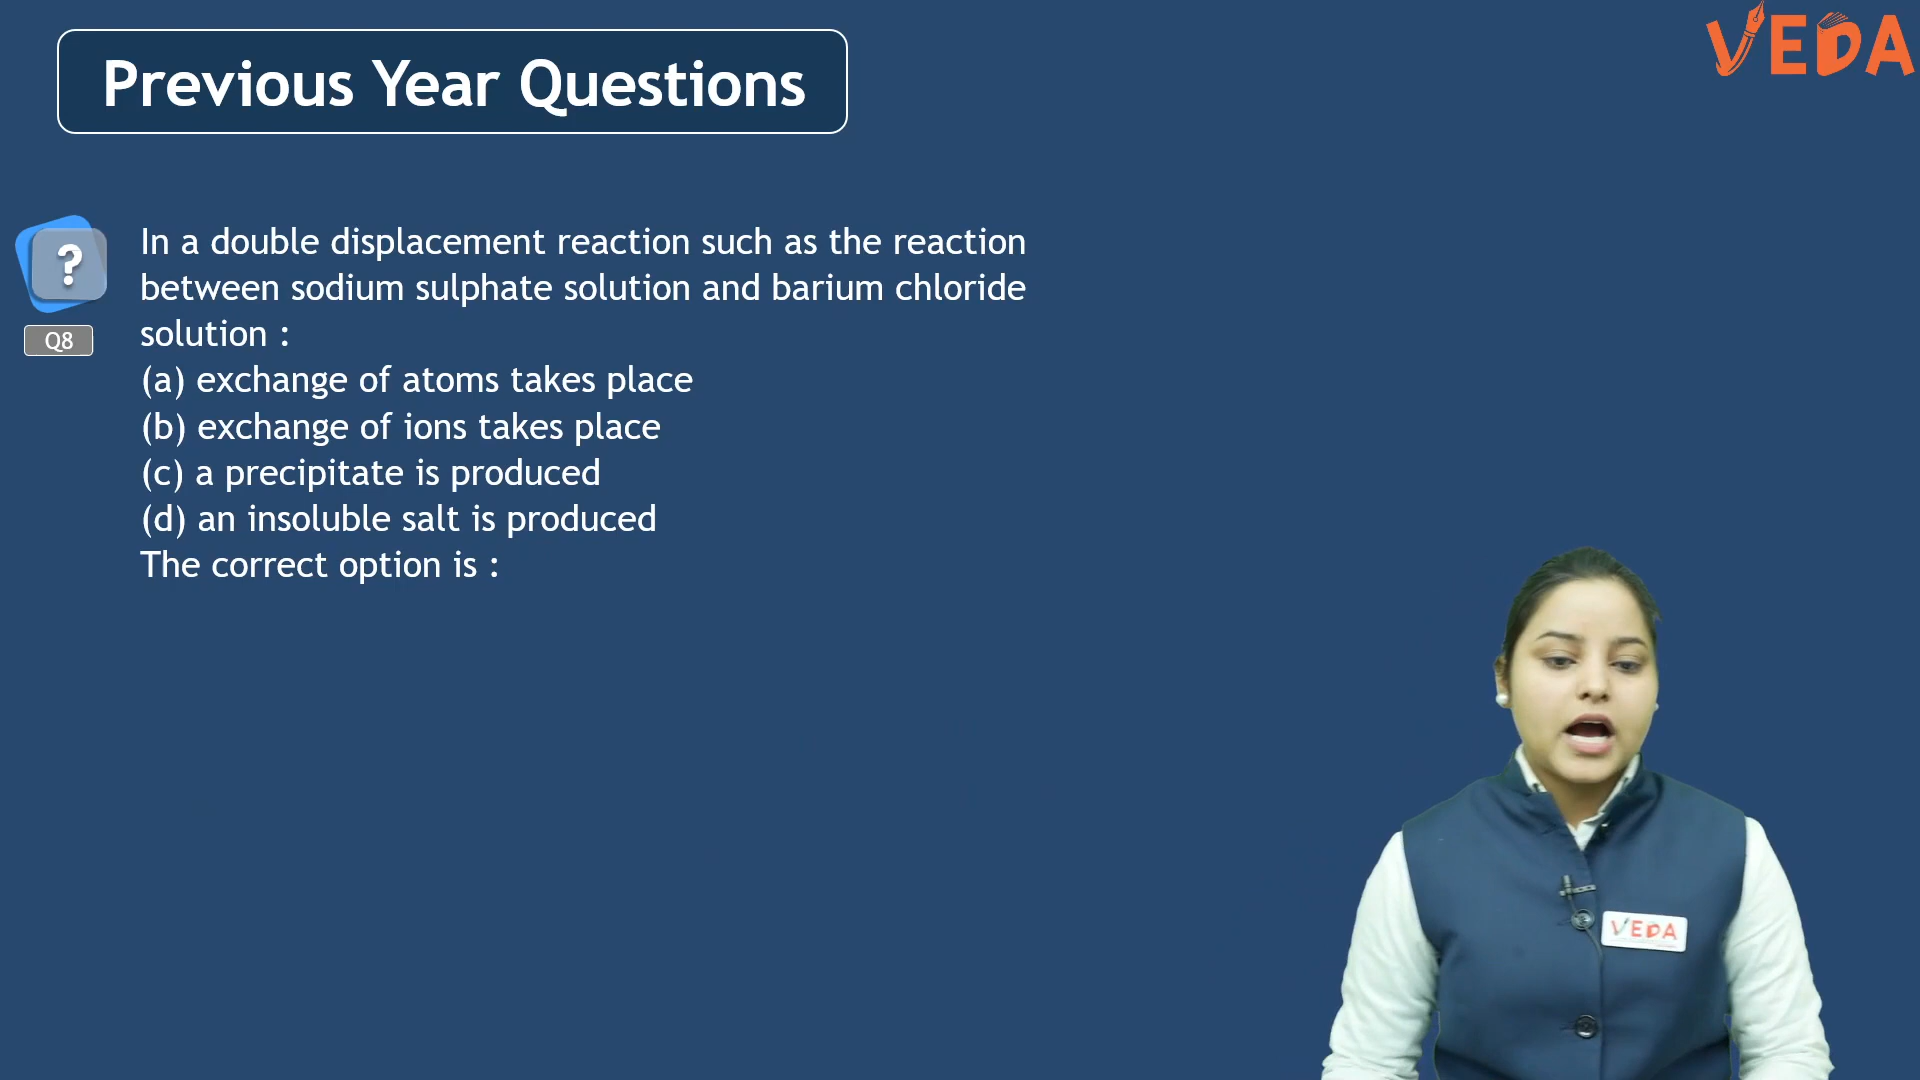 VEDA
Previous Year Questions
?
Q8
In a double displacement reaction such as the reaction
between sodium sulphate solution and barium chloride
solution :
(a) exchange of atoms takes place
(b) exchange of ions takes place
(c) a precipitate is produced
(d) an insoluble salt is produced
The correct option is :
VEDA